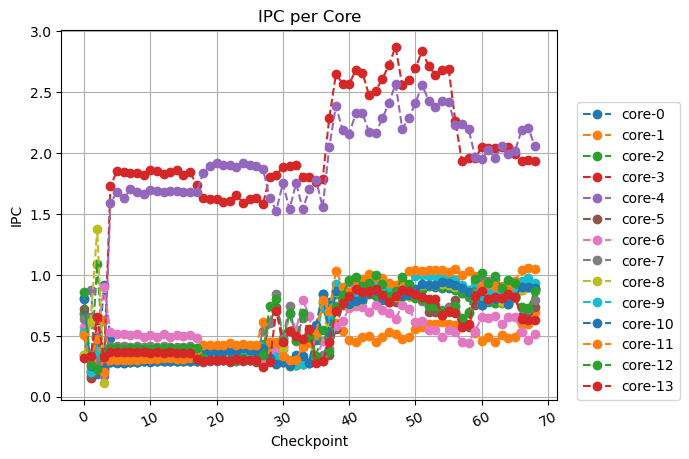 IPC per Core
3.0
2.5
2.0
1.5
1.0
0.5
0.0
IPC
0
10
20
30
40
50
60
70
Checkpoint
core-0
core-1
core-2
core-3
core-4
core-5
core-6
core-7
core-8
core-9
core-10
core-11
core-12
core-13